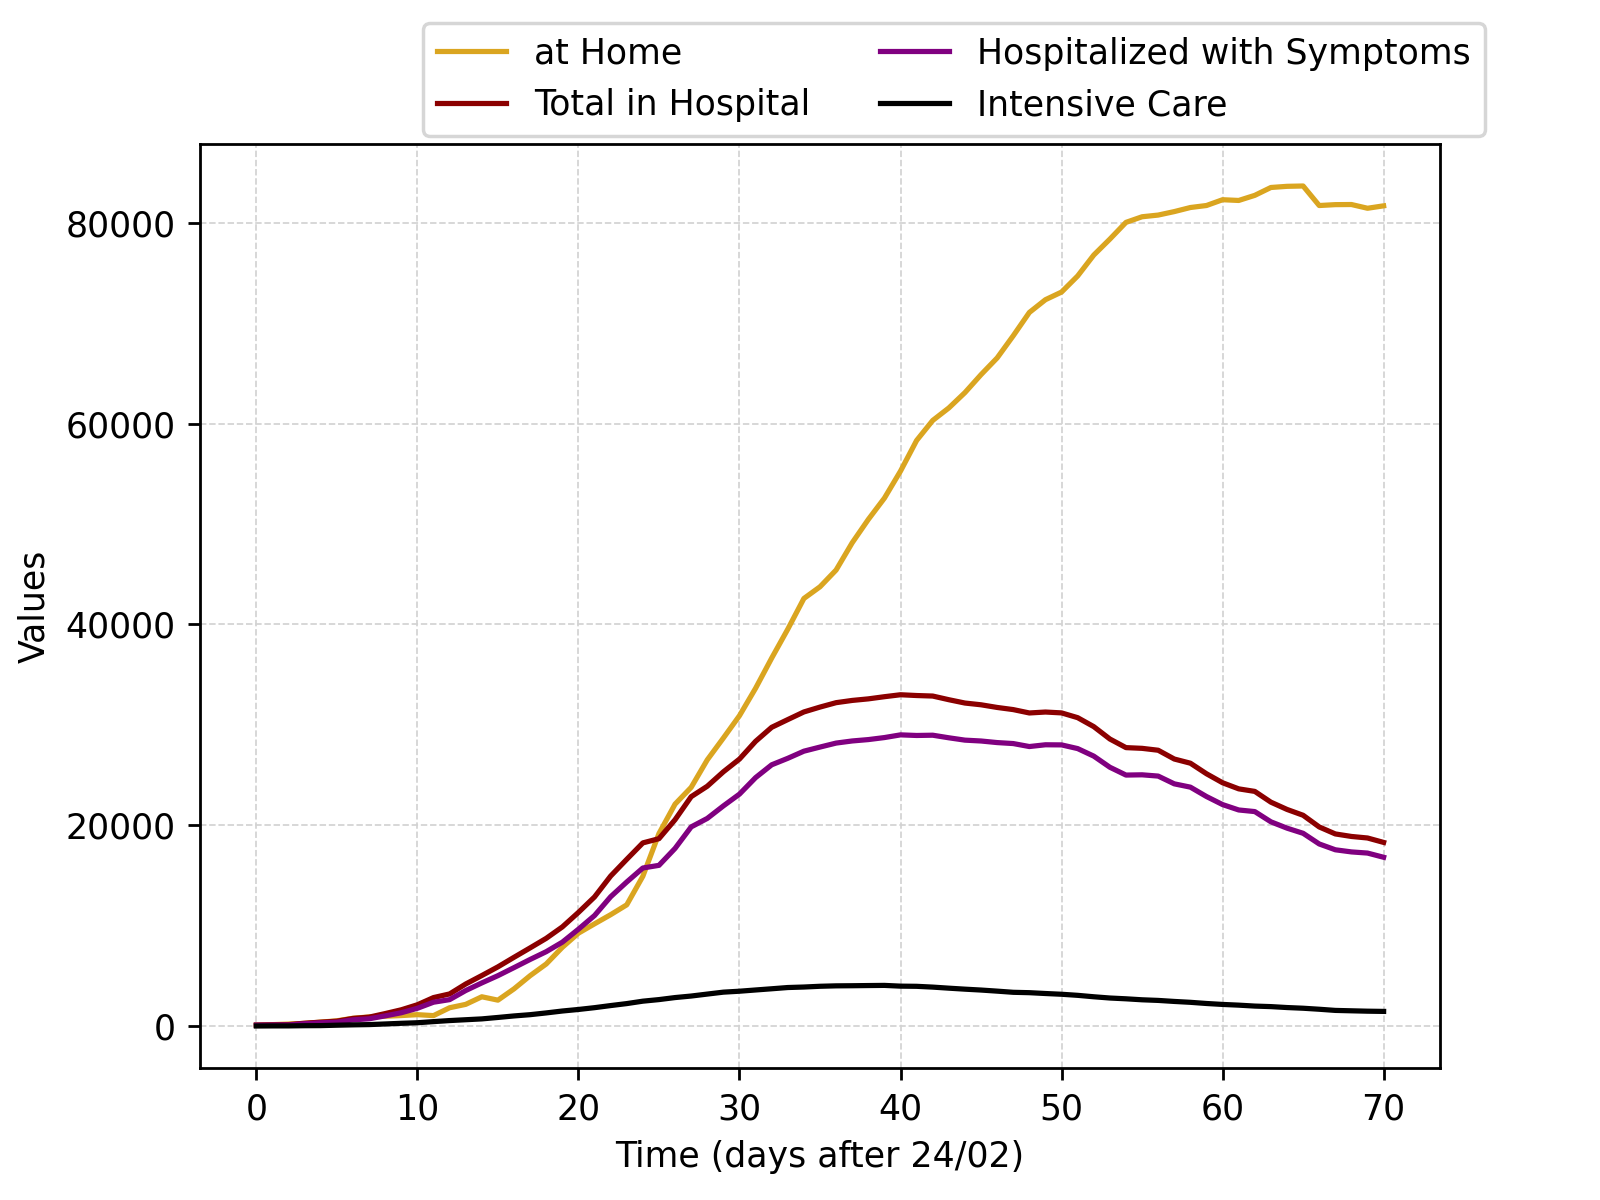 at Home
Total in Hospital
Hospitalized with Symptoms
Intensive Care
Values
80000
60000
40000
20000
0
0 10 20 30 40 50 60 70
Time (days after 24/02)